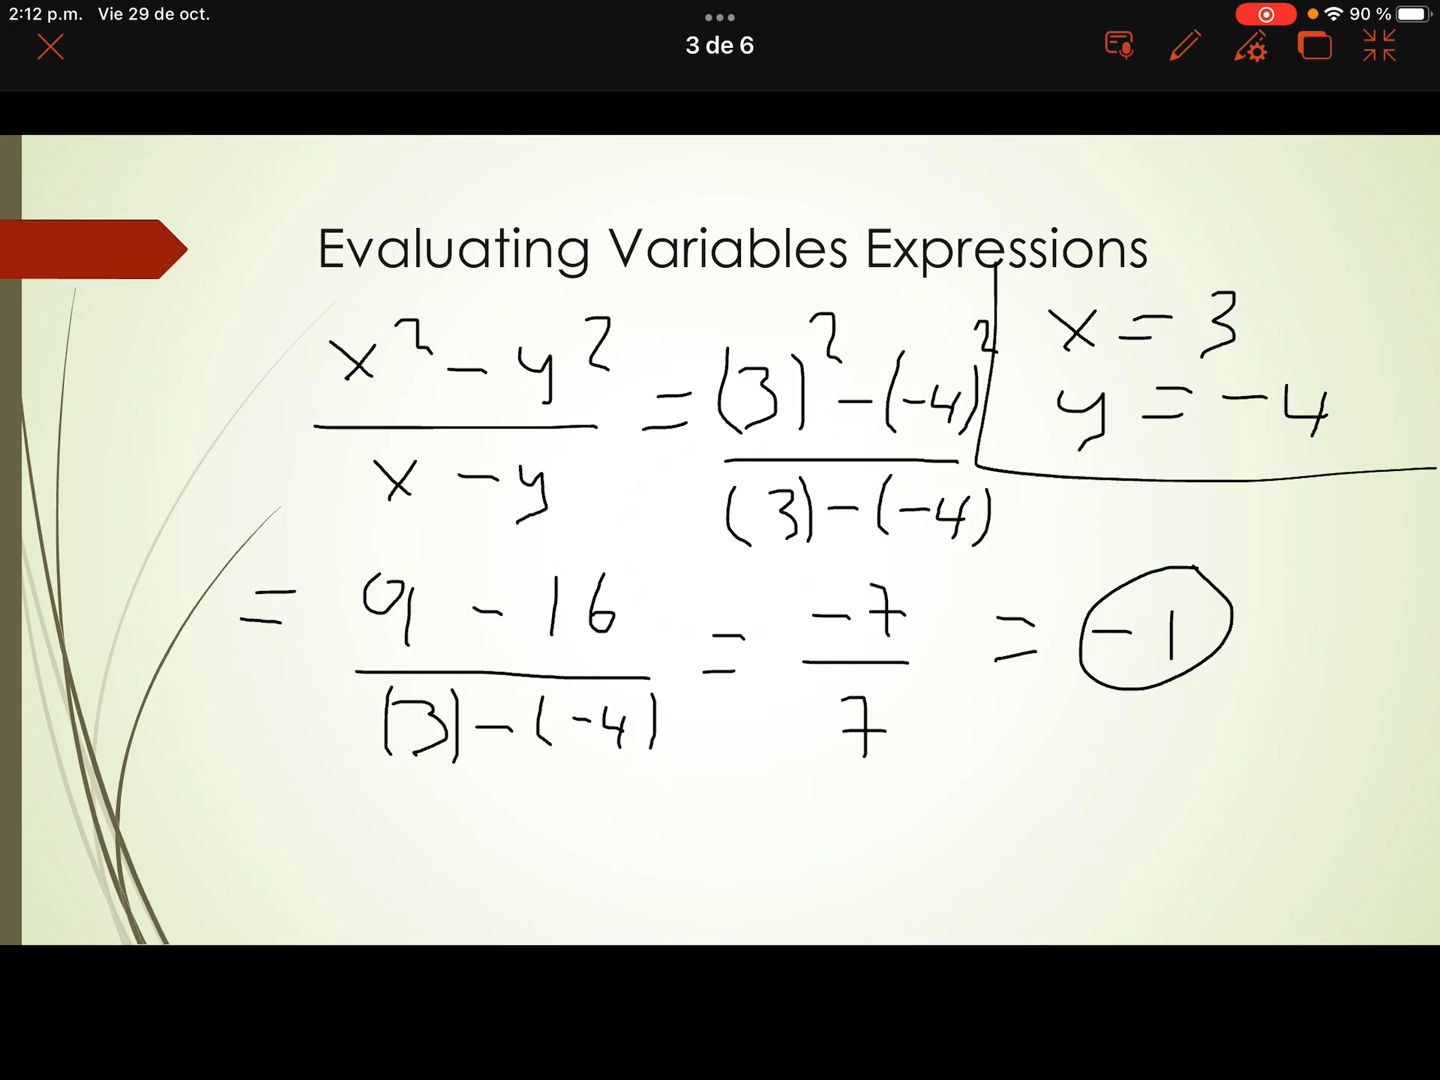 2:12 p.m. Vie 29 de oct.
90 %
3 de 6
Evaluating Variables Expressions
x² - y² / x - y = (3)² - (-4)² / (3) - (-4)
x = 3
y = -4
= 9 - 16 / (3) - (-4) = -7 / 7 = -1